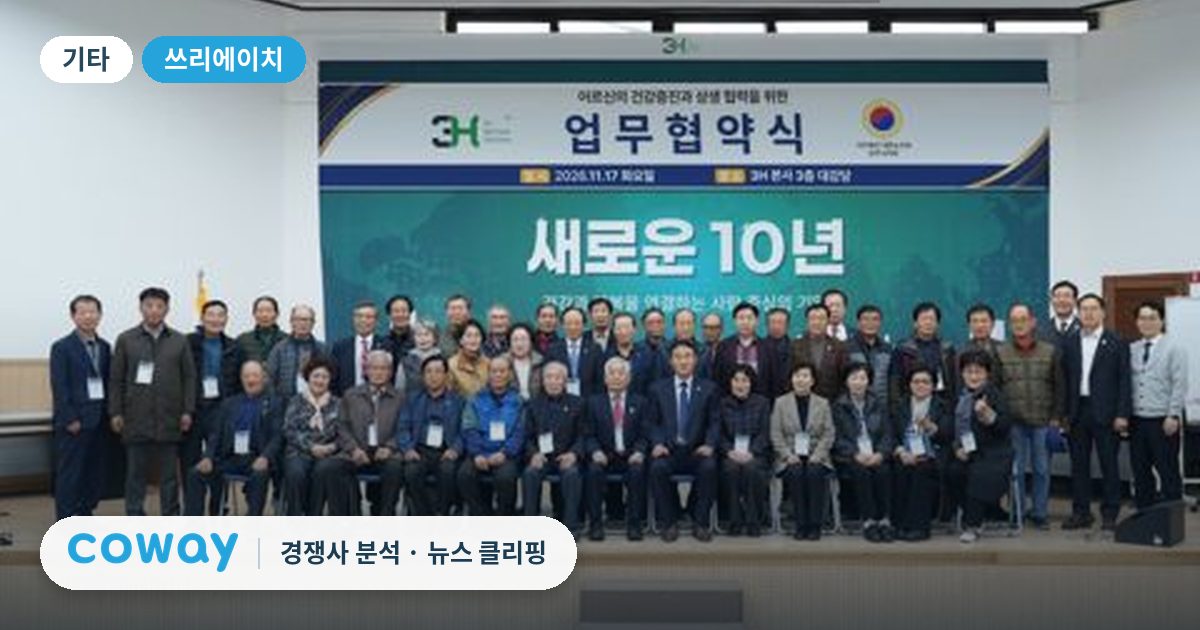 기타
쓰리에이치
3H
어르신의 건강증진과 상생 협력을 위한
3H
업무협약식
2026.11.17 화요일
3H 본사 3층 대강당
새로운 10년
coway
경쟁사 분석 · 뉴스 클리핑